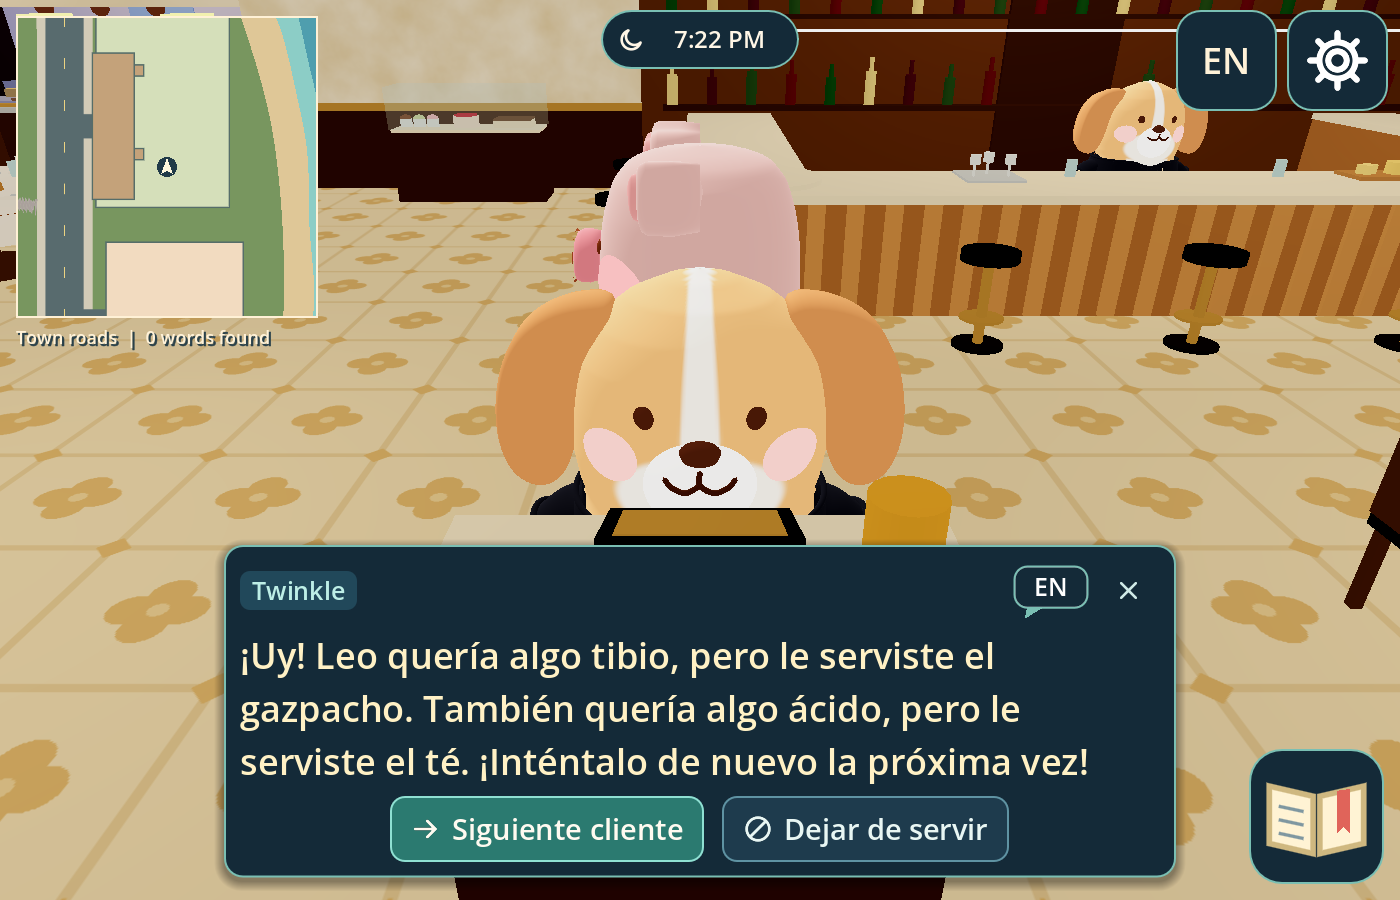 7:22 PM
EN
Town roads | 0 words found
Twinkle
EN
¡Uy! Leo quería algo tibio, pero le serviste el
gazpacho. También quería algo ácido, pero le
serviste el té. ¡Inténtalo de nuevo la próxima vez!
Siguiente cliente
Dejar de servir